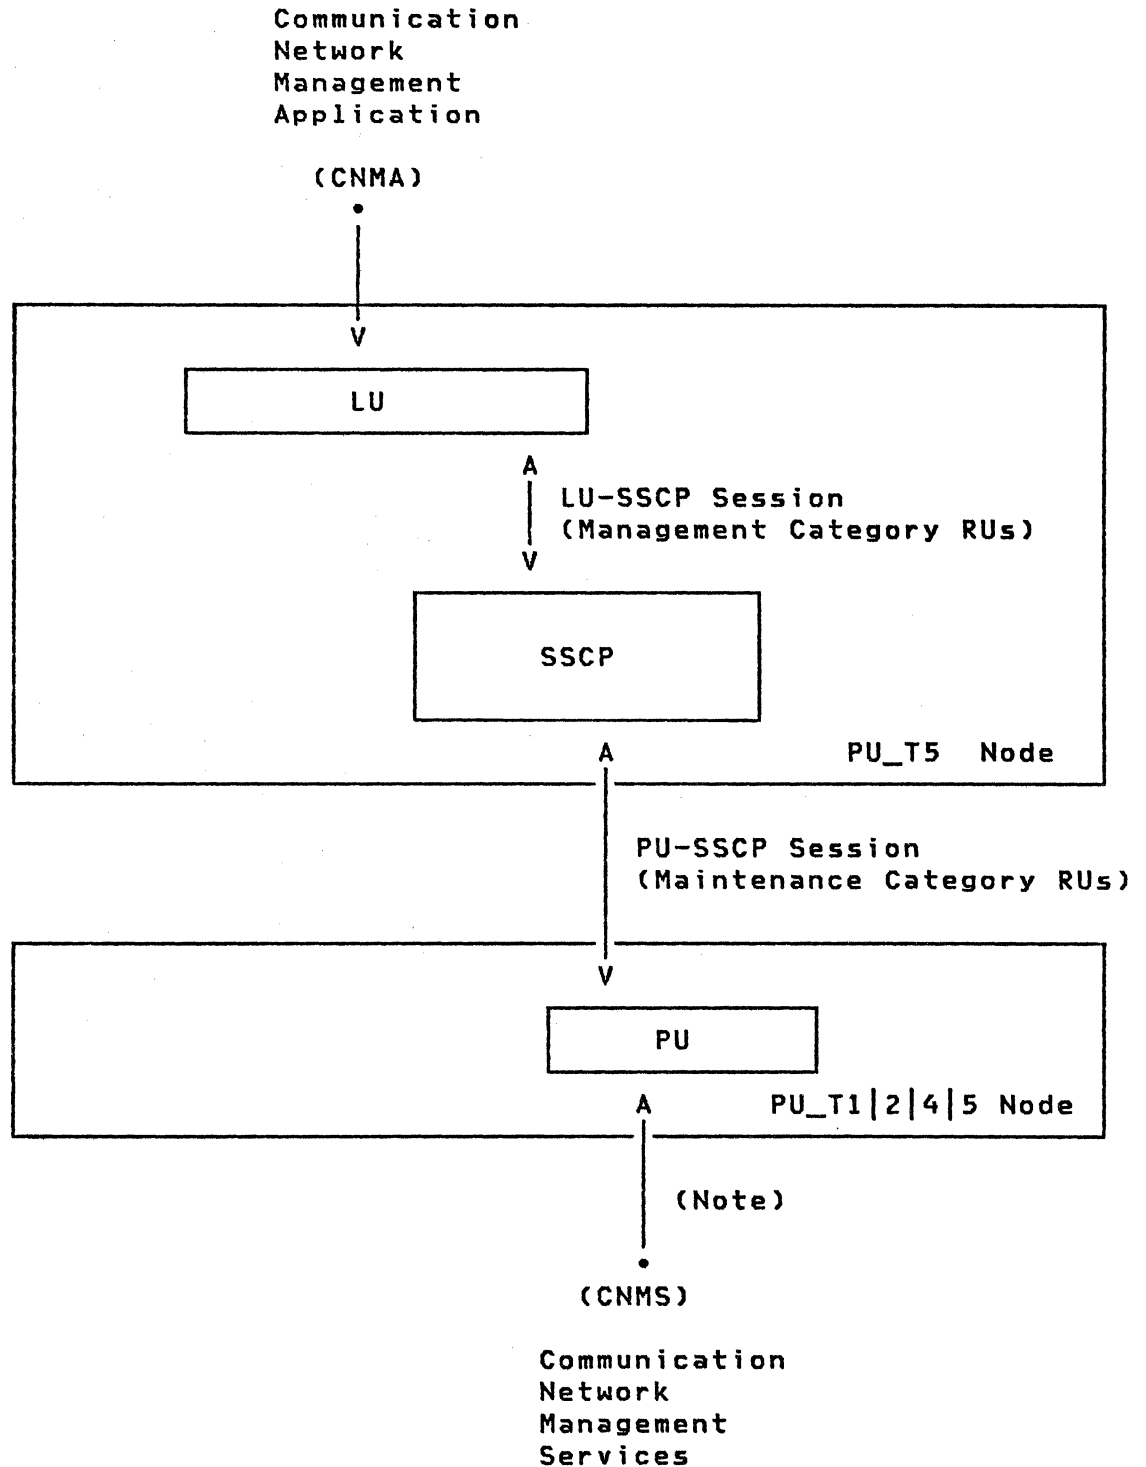 Communication
Network
Management
Application
(CNMA)
LU
LU-SSCP Session
(Management Category RUs)
SSCP
PU_T5 Node
PU-SSCP Session
(Maintenance Category RUs)
PU
PU_T1|2|4|5 Node
(Note)
(CNMS)
Communication
Network
Management
Services